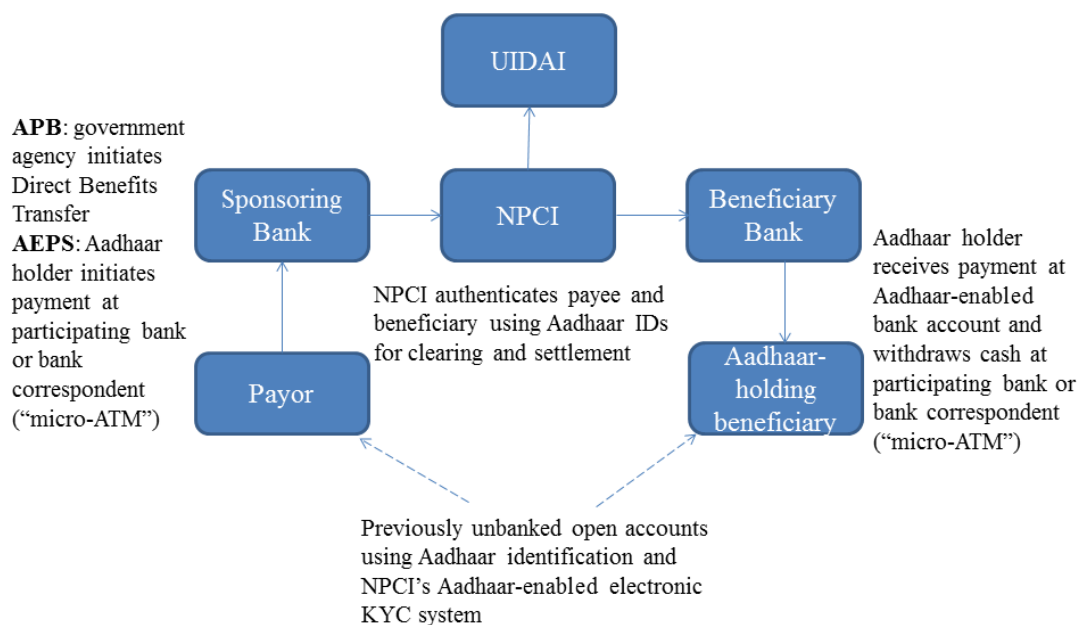 UIDAI
APB: government
agency initiates
Direct Benefits
Transfer
AEPS: Aadhaar
holder initiates
payment at
participating bank
or bank
correspondent
(“micro-ATM”)
Sponsoring
Bank
NPCI
Beneficiary
Bank
NPCI authenticates payee and
beneficiary using Aadhaar IDs
for clearing and settlement
Payor
Aadhaar-
holding
beneficiary
Aadhaar holder
receives payment at
Aadhaar-enabled
bank account and
withdraws cash at
participating bank or
bank correspondent
(“micro-ATM”)
Previously unbanked open accounts
using Aadhaar identification and
NPCI’s Aadhaar-enabled electronic
KYC system